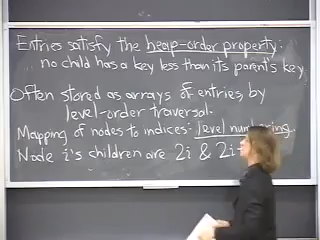 Entries satisfy the heap-order property:
no child has a key less than its parent's key
Often stored as arrays of entries by
level-order traversal.
Mapping of nodes to indices: level numbering.
Node i's children are 2i & 2i+